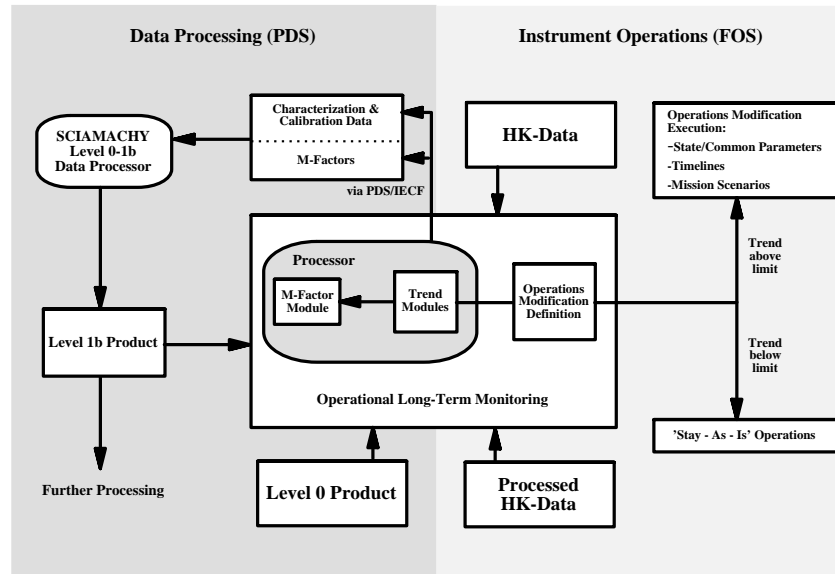 Data Processing (PDS)
Instrument Operations (FOS)
Characterization &
Calibration Data
M-Factors
via PDS/IECF
SCIAMACHY
Level 0-1b
Data Processor
HK-Data
Operations Modification
Execution:
-State/Common Parameters
-Timelines
-Mission Scenarios
Processor
M-Factor
Module
Trend
Modules
Operations
Modification
Definition
Trend
above
limit
Level 1b Product
Trend
below
limit
Operational Long-Term Monitoring
'Stay - As - Is' Operations
Further Processing
Level 0 Product
Processed
HK-Data